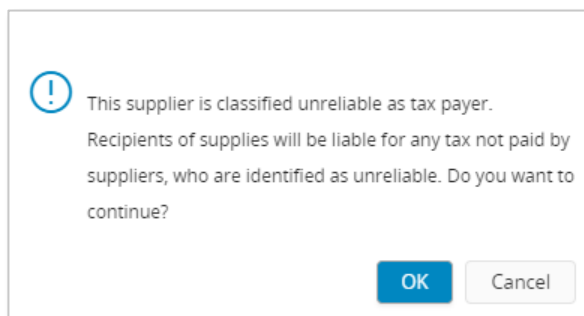 This supplier is classified unreliable as tax payer.
Recipients of supplies will be liable for any tax not paid by
suppliers, who are identified as unreliable. Do you want to
continue?
OK Cancel